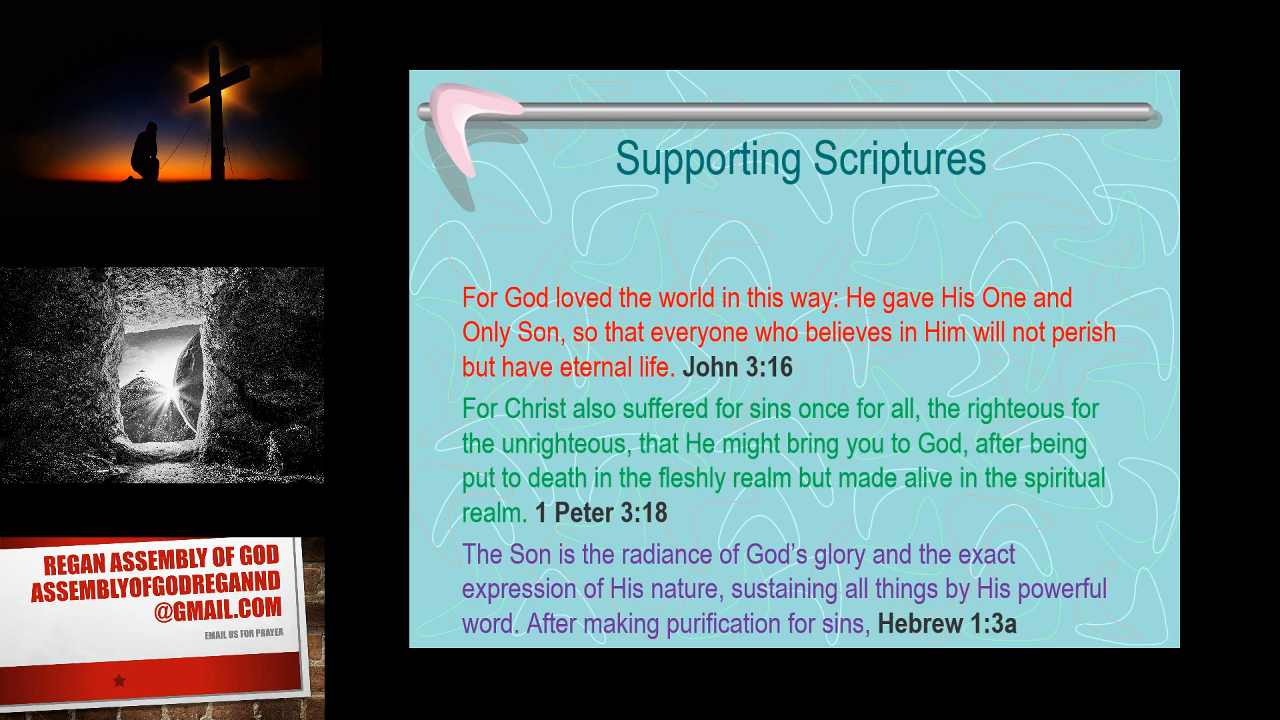 Supporting Scriptures
For God loved the world in this way: He gave His One and
Only Son, so that everyone who believes in Him will not perish
but have eternal life. John 3:16
For Christ also suffered for sins once for all, the righteous for
the unrighteous, that He might bring you to God, after being
put to death in the fleshly realm but made alive in the spiritual
realm. 1 Peter 3:18
The Son is the radiance of God’s glory and the exact
expression of His nature, sustaining all things by His powerful
word. After making purification for sins, Hebrew 1:3a
REGAN ASSEMBLY OF GOD
ASSEMBLYOFGODREGANND
@GMAIL.COM
EMAIL US FOR PRAYER